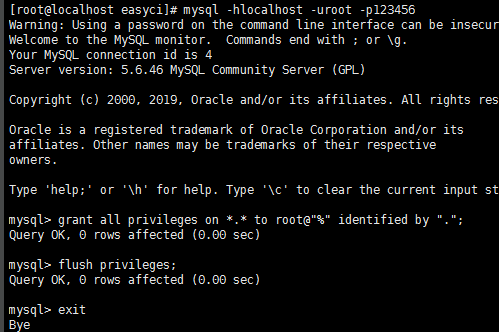 [root@localhost easyci]# mysql -hlocalhost -uroot -p123456
Warning: Using a password on the command line interface can be insecur
Welcome to the MySQL monitor.  Commands end with ; or \g.
Your MySQL connection id is 4
Server version: 5.6.46 MySQL Community Server (GPL)
Copyright (c) 2000, 2019, Oracle and/or its affiliates. All rights res
Oracle is a registered trademark of Oracle Corporation and/or its
affiliates. Other names may be trademarks of their respective
owners.
Type 'help;' or '\h' for help. Type '\c' to clear the current input st
mysql> grant all privileges on *.* to root@"%" identified by ".";
Query OK, 0 rows affected (0.00 sec)
mysql> flush privileges;
Query OK, 0 rows affected (0.00 sec)
mysql> exit
Bye